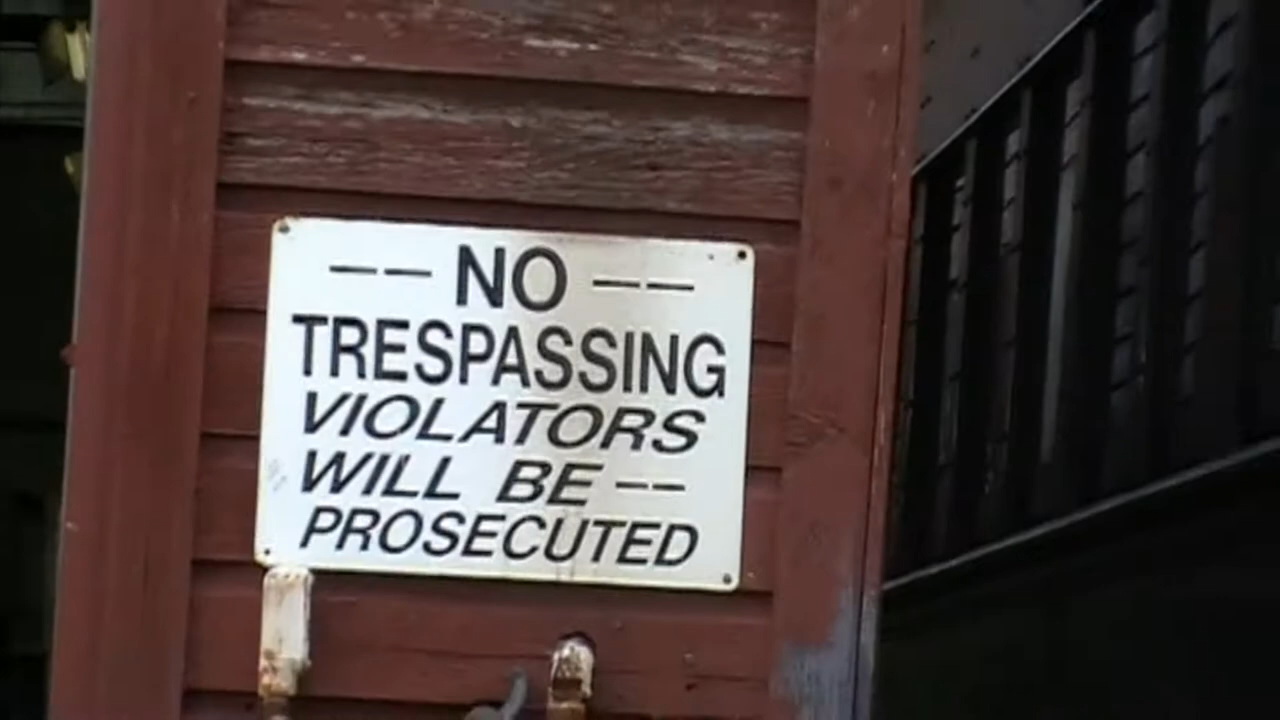 -- NO --
TRESPASSING
VIOLATORS
WILL BE --
PROSECUTED